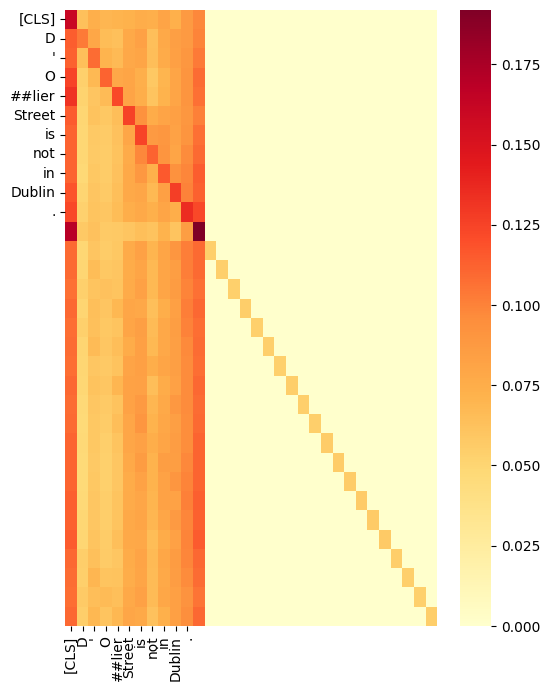 [CLS]
D
'
O
##lier
Street
is
not
in
Dublin
.
0.175
0.150
0.125
0.100
0.075
0.050
0.025
0.000
[CLS]
D
'
O
##lier
Street
is
not
in
Dublin
.